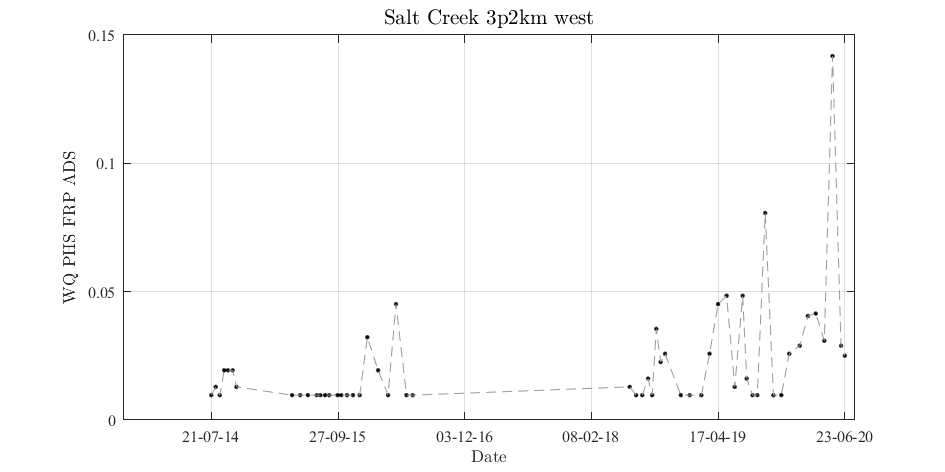 Salt Creek 3p2km west
0.15
0.1
0.05
0
WQ PHS FRP ADS
21-07-14 27-09-15 03-12-16 08-02-18 17-04-19 23-06-20
Date